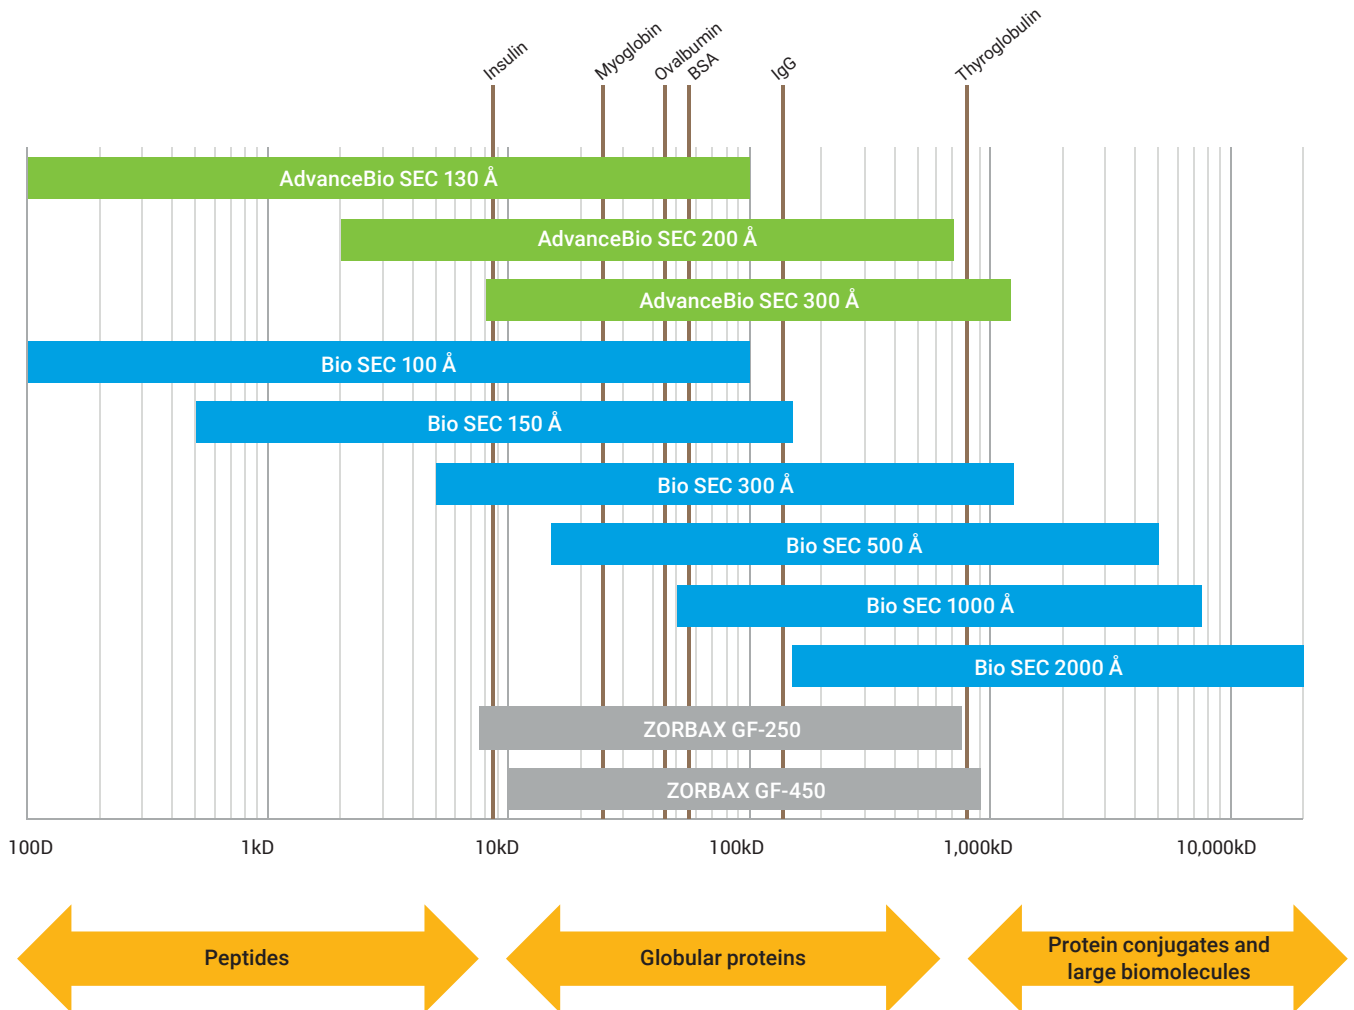 Insulin
Myoglobin
Ovalbumin
BSA
IgG
Thyroglobulin
AdvanceBio SEC 130 Å
AdvanceBio SEC 200 Å
AdvanceBio SEC 300 Å
Bio SEC 100 Å
Bio SEC 150 Å
Bio SEC 300 Å
Bio SEC 500 Å
Bio SEC 1000 Å
Bio SEC 2000 Å
ZORBAX GF-250
ZORBAX GF-450
100D 1kD 10kD 100kD 1,000kD 10,000kD
Peptides
Globular proteins
Protein conjugates and
large biomolecules